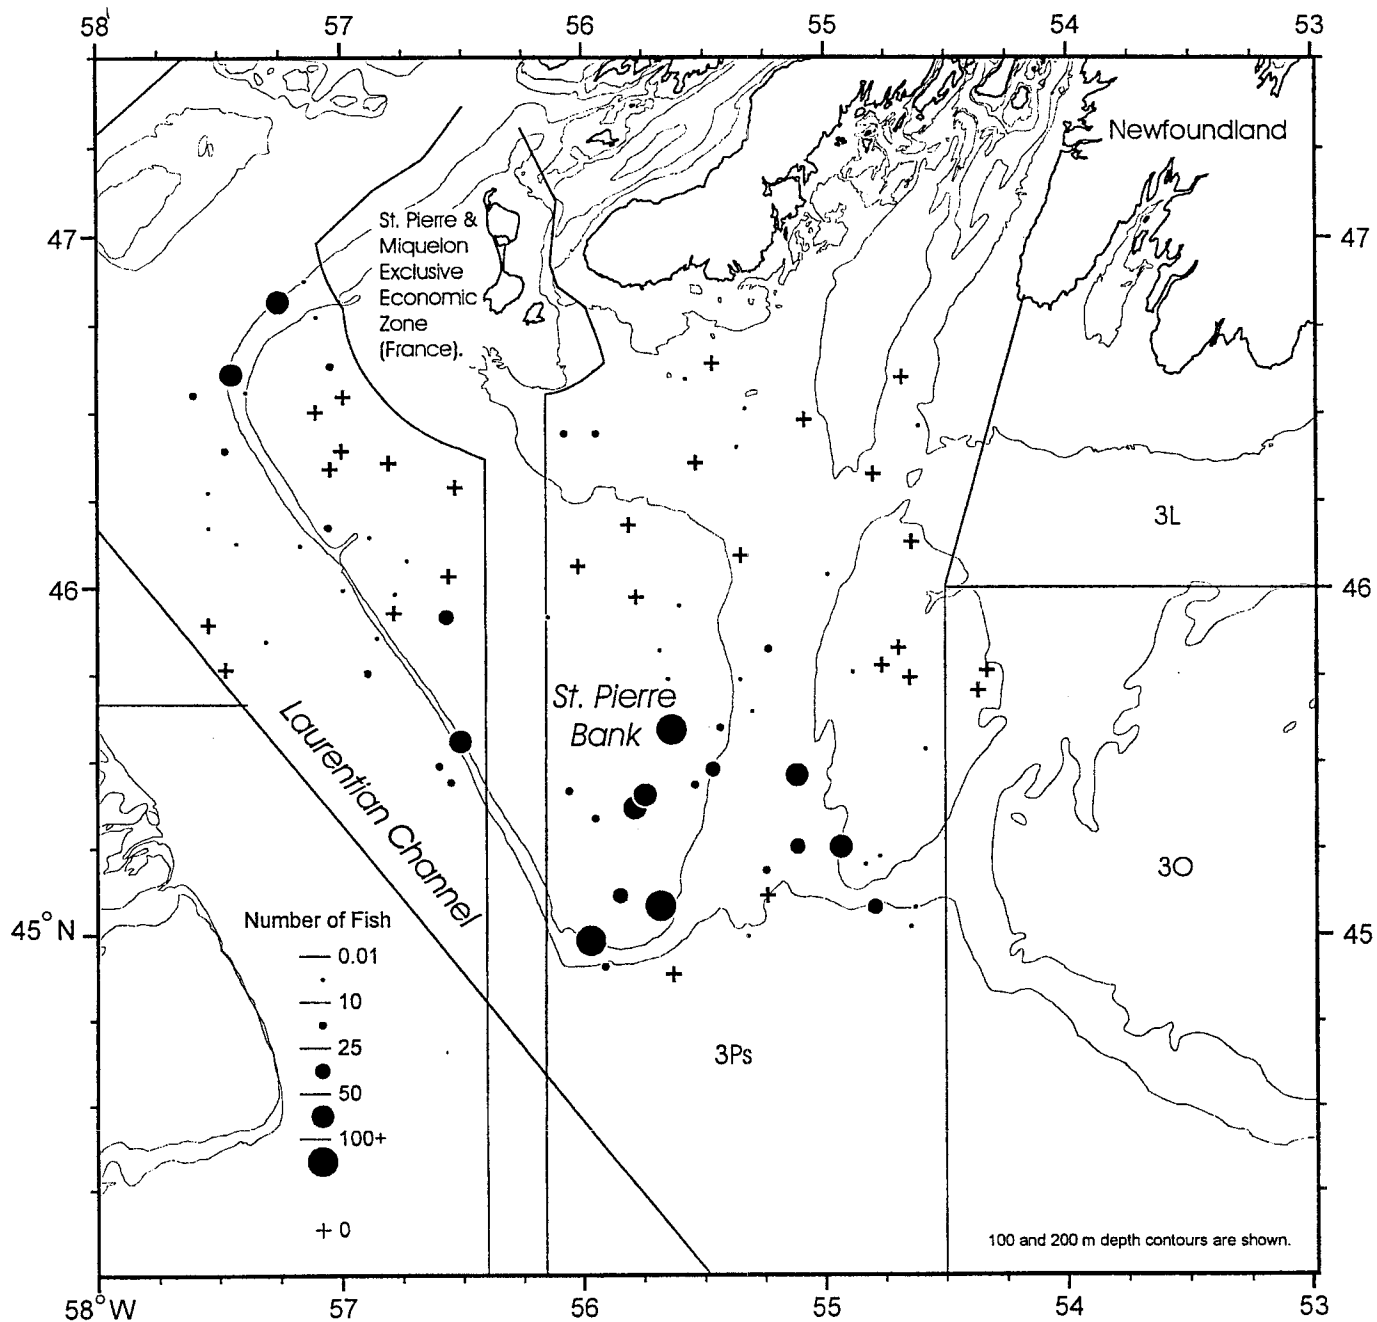 58' 57 56 55 54 53
Newfoundland
47 47
St. Pierre &
Miquelon
Exclusive
Economic
Zone
(France).
3L
46 46
St. Pierre
Bank
Laurentian Channel
3O
45° N 45
Number of Fish
0.01
10
25
50
100+
+ 0
3Ps
100 and 200 m depth contours are shown.
58°W 57 56 55 54 53